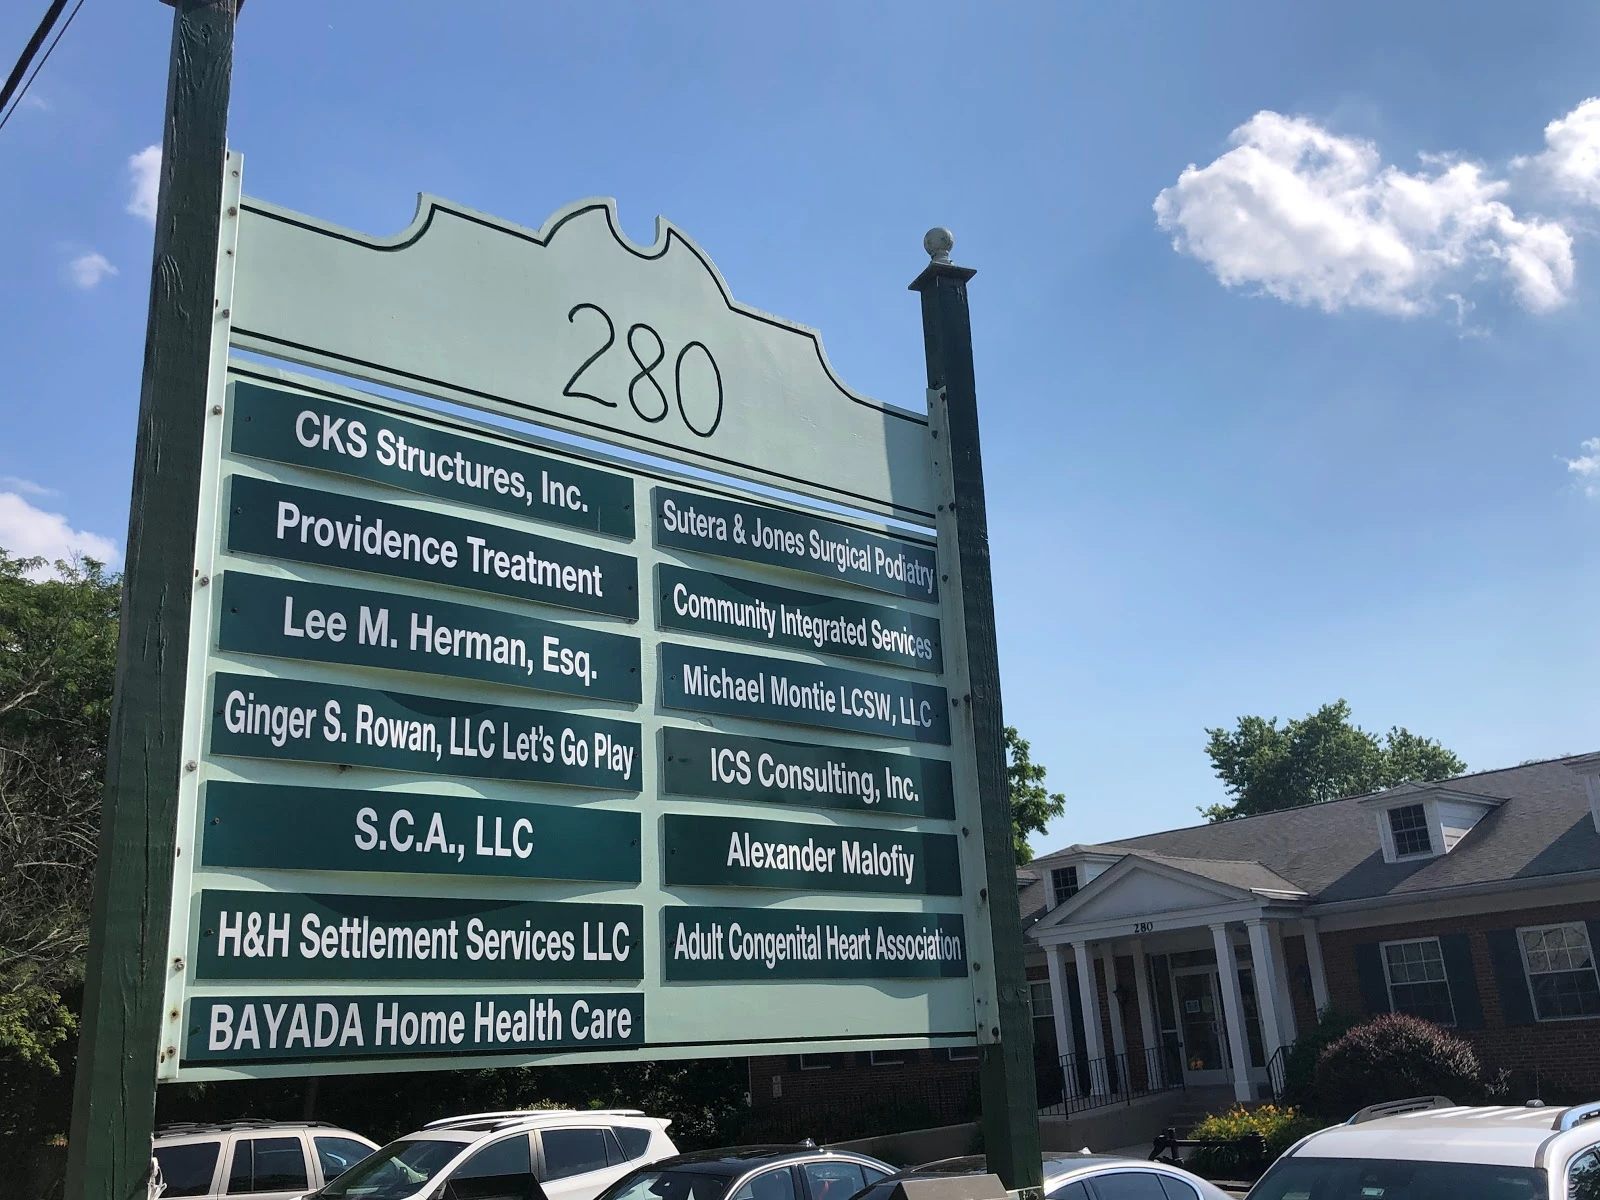 280
CKS Structures, Inc.
Providence Treatment
Lee M. Herman, Esq.
Ginger S. Rowan, LLC Let's Go Play
S.C.A., LLC
H&H Settlement Services LLC
BAYADA Home Health Care
Sutera & Jones Surgical Podiatry
Community Integrated Services
Michael Montie LCSW, LLC
ICS Consulting, Inc.
Alexander Malofiy
Adult Congenital Heart Association
280